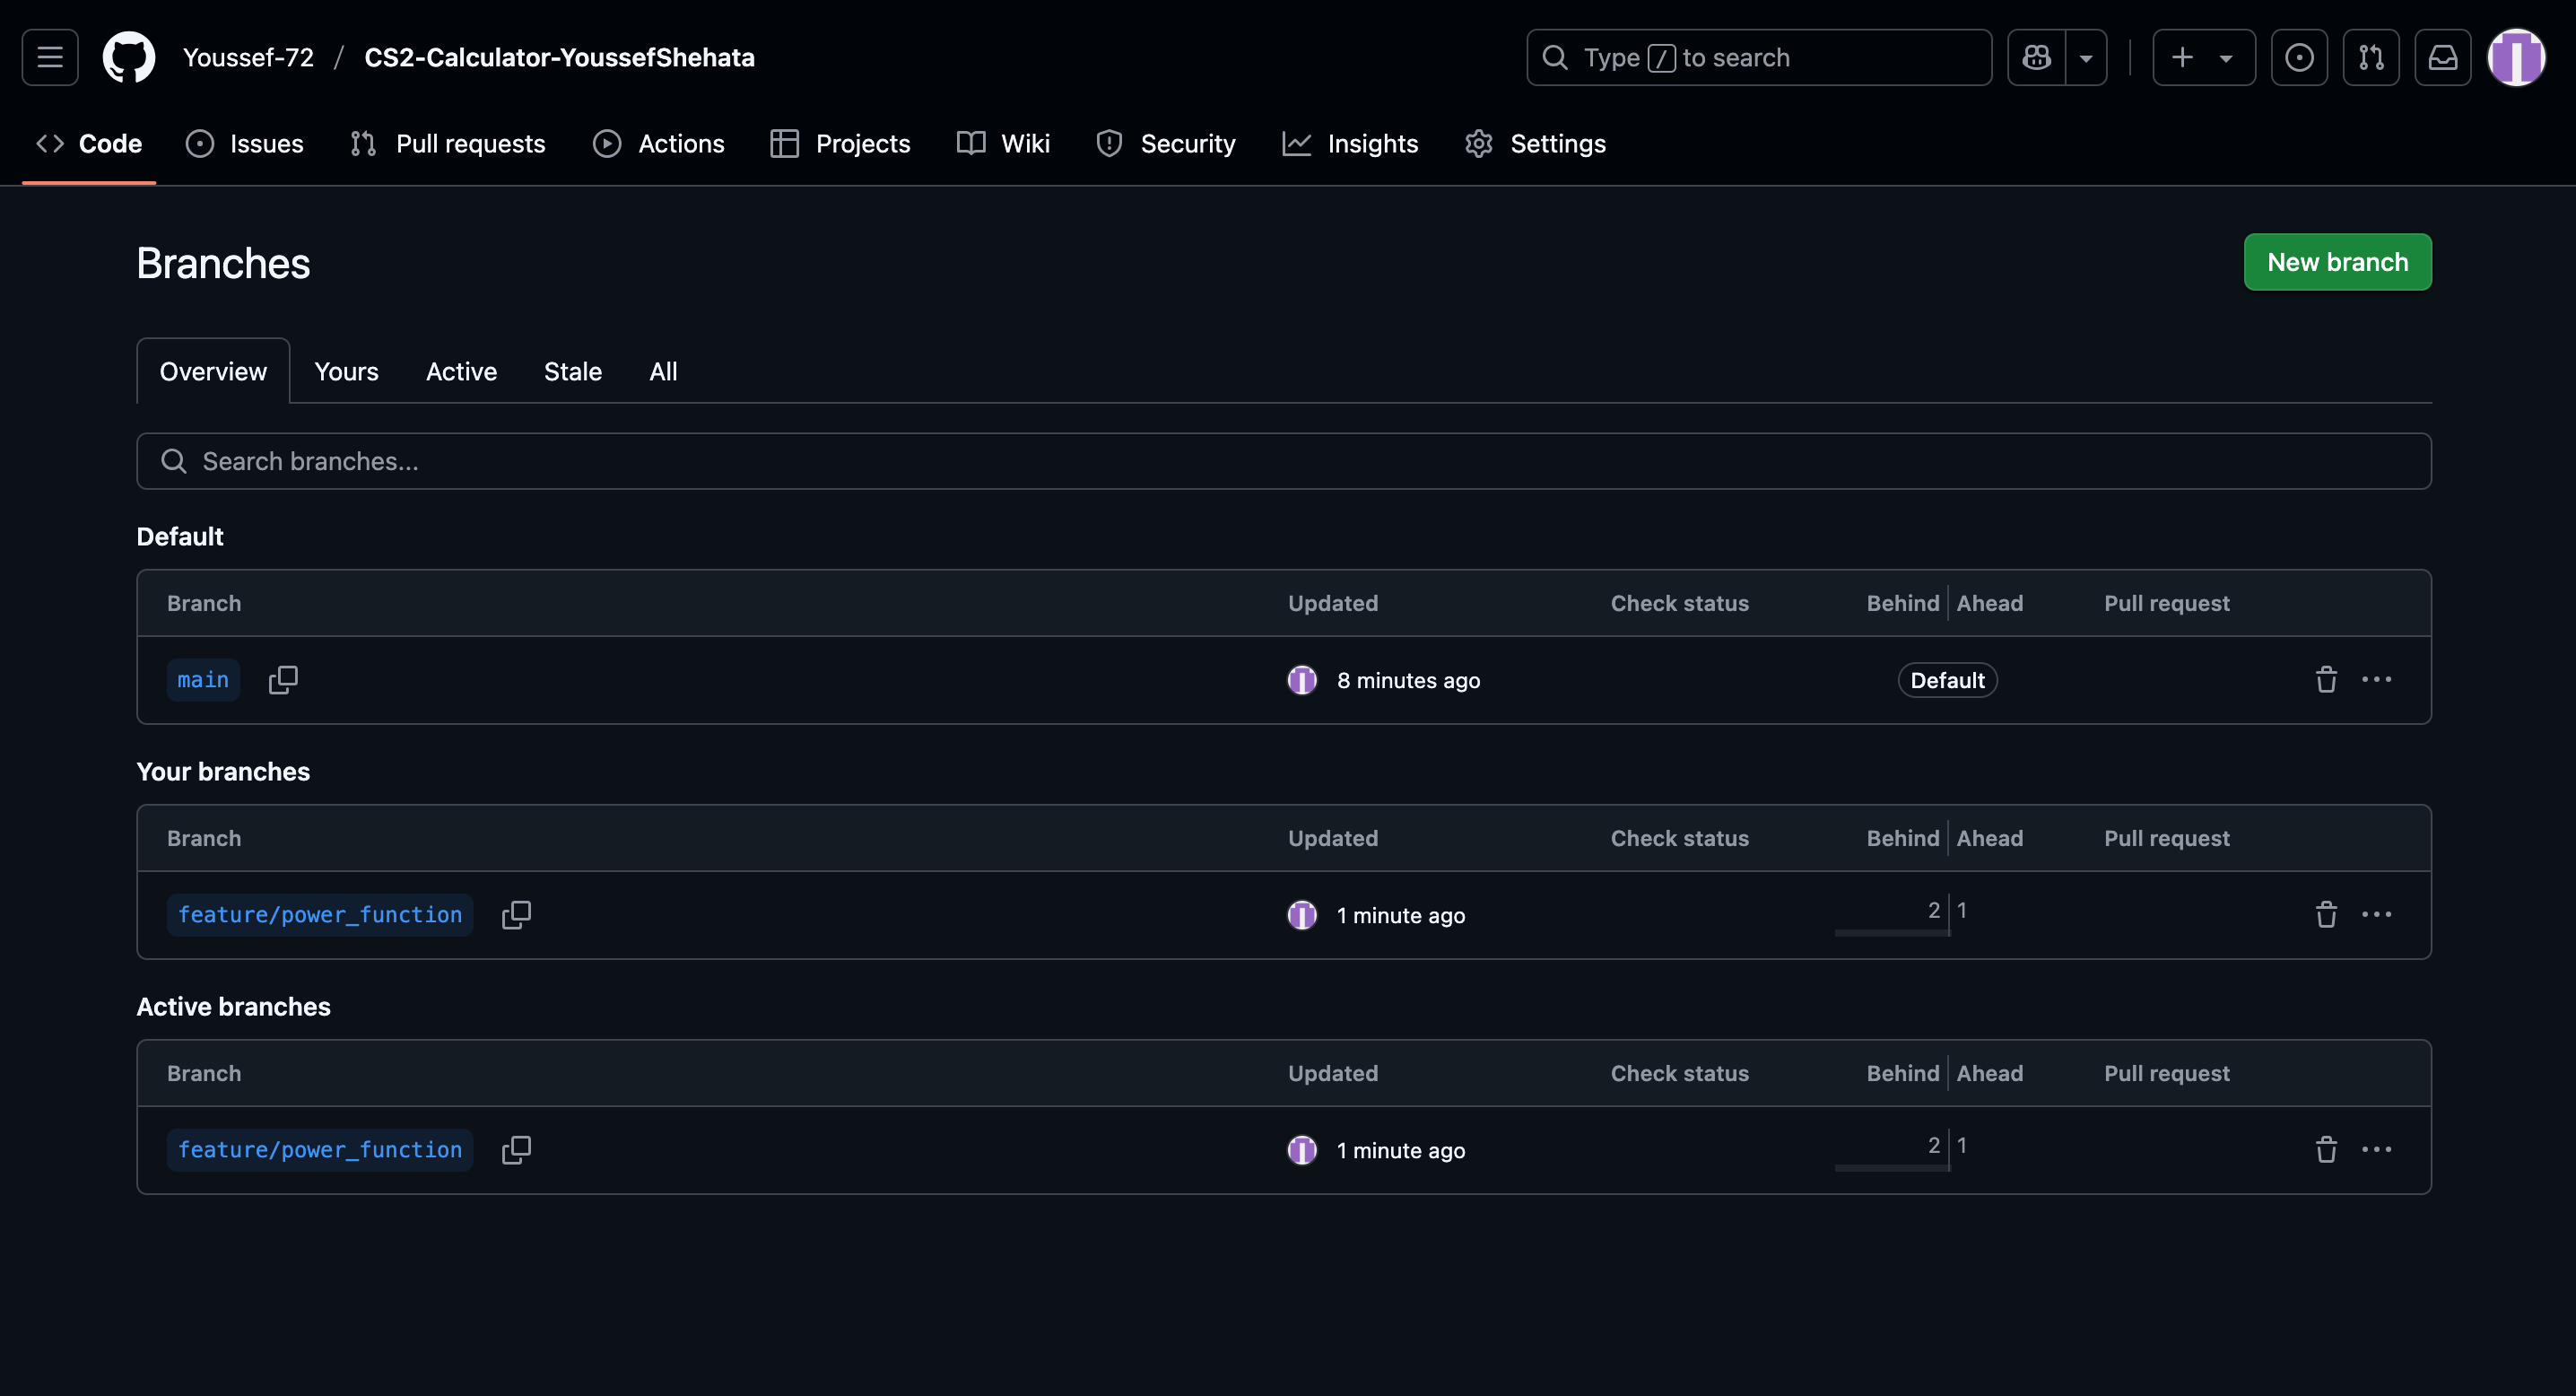 Youssef-72 / CS2-Calculator-YoussefShehata
Type / to search
Code Issues Pull requests Actions Projects Wiki Security Insights Settings
Branches
New branch
Overview Yours Active Stale All
Search branches...
Default
Branch Updated Check status Behind Ahead Pull request
main 8 minutes ago Default
Your branches
Branch Updated Check status Behind Ahead Pull request
feature/power_function 1 minute ago 2 1
Active branches
Branch Updated Check status Behind Ahead Pull request
feature/power_function 1 minute ago 2 1